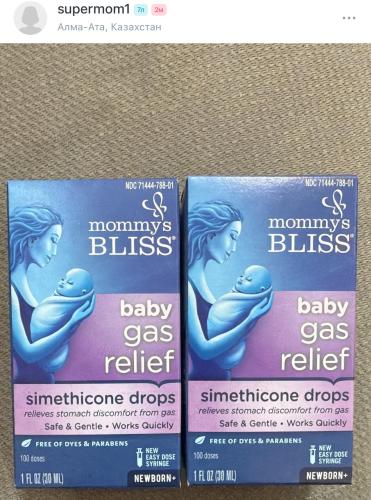 supermom1 7л 2м
Алма-Ата, Казахстан
NDC 71444-788-01
mommy's
BLISS®
baby
gas
relief
simethicone drops
relieves stomach discomfort from gas
Safe & Gentle • Works Quickly
FREE OF DYES & PARABENS
100 doses
NEW
EASY DOSE
SYRINGE
1 FL OZ (30 ML)
NEWBORN+
NDC 71444-788-01
mommy's
BLISS®
baby
gas
relief
simethicone drops
relieves stomach discomfort from gas
Safe & Gentle • Works Quickly
FREE OF DYES & PARABENS
100 doses
NEW
EASY DOSE
SYRINGE
1 FL OZ (30 ML)
NEWBORN+